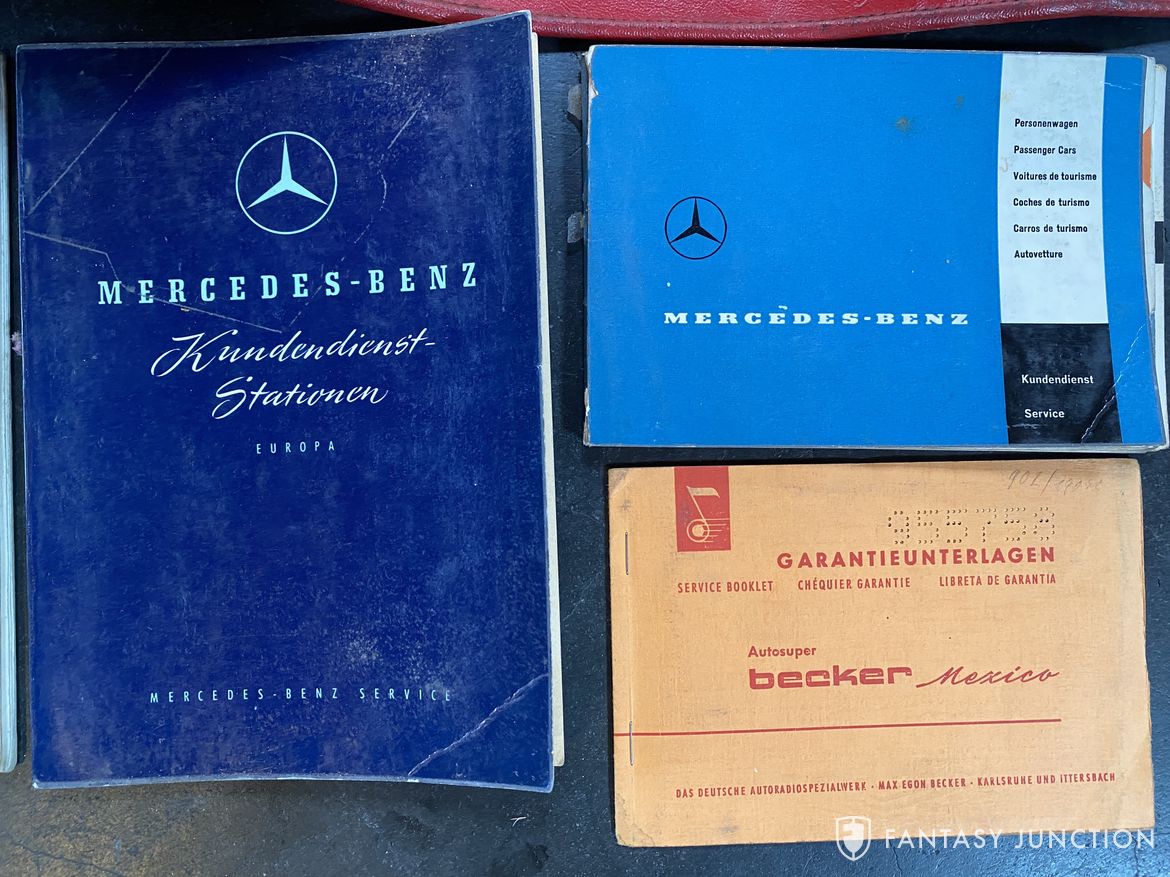 MERCEDES-BENZ
Kundendienst-
Stationen
EUROPA
MERCEDES-BENZ SERVICE
MERCEDES-BENZ
Personenwagen
Passenger Cars
Voitures de tourisme
Coches de turismo
Carros de turismo
Autovetture
Kundendienst
Service
955758
GARANTIEUNTERLAGEN
SERVICE BOOKLET CHÉQUIER GARANTIE LIBRETA DE GARANTIA
Autosuper
becker Mexico
DAS DEUTSCHE AUTORADIOSPEZIALWERK · MAX EGON BECKER · KARLSRUHE UND ITTERSBACH
FANTASY JUNCTION